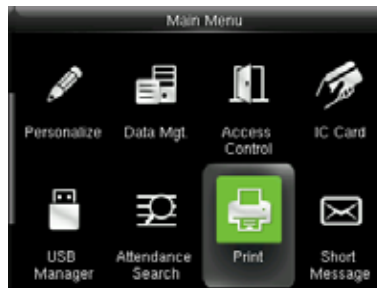 Main Menu
Personalize
Data Mgt.
Access
Control
IC Card
USB
Manager
Attendance
Search
Print
Short
Message